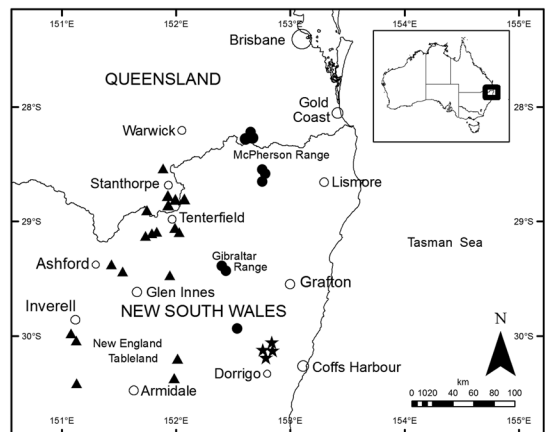 151°E 152°E 153°E 154°E 155°E
Brisbane
QUEENSLAND
Gold
Coast
28°S 28°S
Warwick
McPherson Range
Stanthorpe
Lismore
Tenterfield
29°S 29°S
Tasman Sea
Gibraltar
Range
Ashford
Glen Innes
Grafton
Inverell
NEW SOUTH WALES
N
30°S 30°S
New England
Tableland
Dorrigo
Coffs Harbour
Armidale
km
0 10 20 40 60 80 100
151°E 152°E 153°E 154°E 155°E